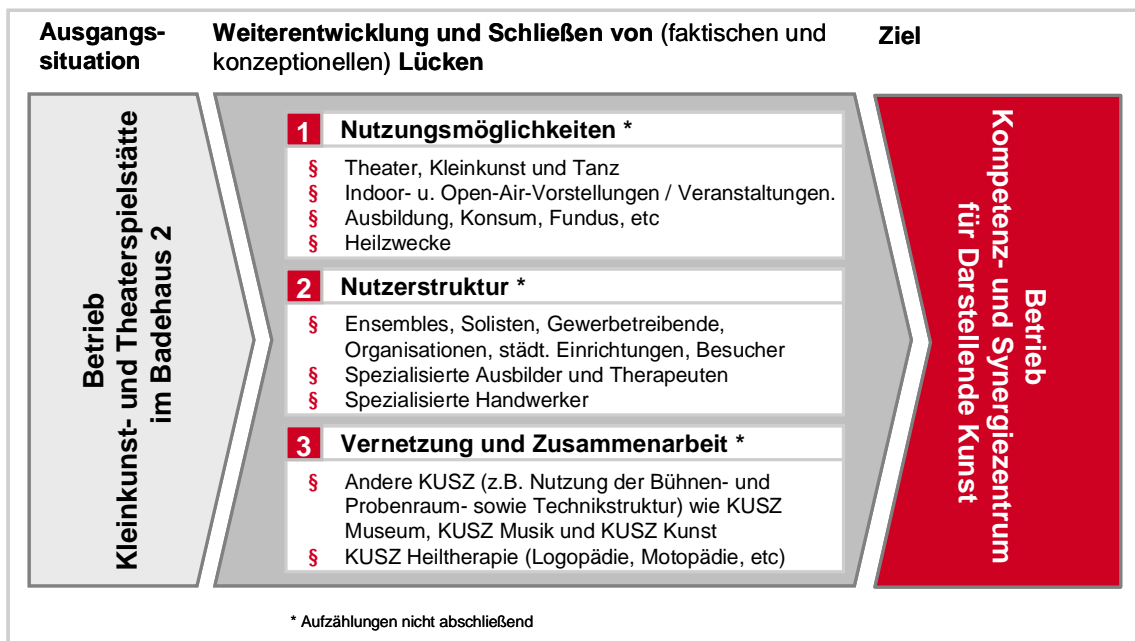 Ausgangs-
situation
Weiterentwicklung und Schließen von (faktischen und
konzeptionellen) Lücken
Ziel
Betrieb
Kleinkunst- und Theaterspielstätte
im Badehaus 2
1 Nutzungsmöglichkeiten *
§ Theater, Kleinkunst und Tanz
§ Indoor- u. Open-Air-Vorstellungen / Veranstaltungen.
§ Ausbildung, Konsum, Fundus, etc
§ Heilzwecke
2 Nutzerstruktur *
§ Ensembles, Solisten, Gewerbetreibende,
Organisationen, städt. Einrichtungen, Besucher
§ Spezialisierte Ausbilder und Therapeuten
§ Spezialisierte Handwerker
3 Vernetzung und Zusammenarbeit *
§ Andere KUSZ (z.B. Nutzung der Bühnen- und
Probenraum- sowie Technikstruktur) wie KUSZ
Museum, KUSZ Musik und KUSZ Kunst
§ KUSZ Heiltherapie (Logopädie, Motopädie, etc)
* Aufzählungen nicht abschließend
Betrieb
Kompetenz- und Synergiezentrum
für Darstellende Kunst